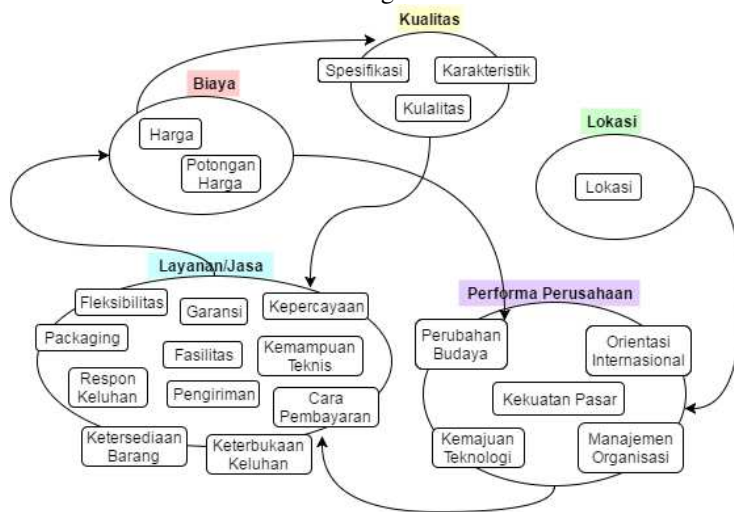 Kualitas
Spesifikasi
Karakteristik
Kulalitas
Biaya
Harga
Potongan
Harga
Lokasi
Lokasi
Layanan/Jasa
Fleksibilitas
Garansi
Kepercayaan
Packaging
Fasilitas
Kemampuan
Teknis
Respon
Keluhan
Pengiriman
Cara
Pembayaran
Ketersediaan
Barang
Keterbukaan
Keluhan
Performa Perusahaan
Perubahan
Budaya
Orientasi
Internasional
Kekuatan Pasar
Kemajuan
Teknologi
Manajemen
Organisasi